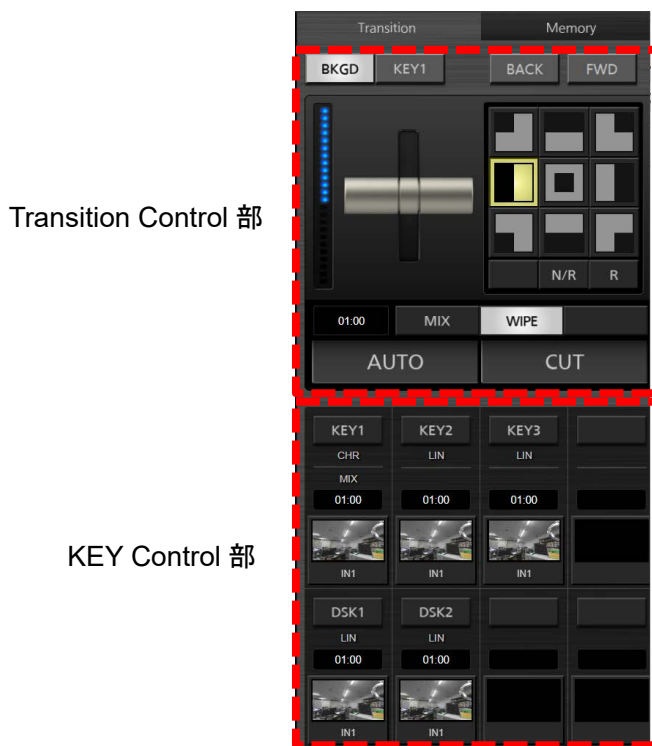 Transition Memory
BKGD KEY1 BACK FWD
Transition Control 部
N/R R
01:00 MIX WIPE
AUTO CUT
KEY1 KEY2 KEY3
CHR LIN LIN
MIX
01:00 01:00 01:00
KEY Control 部
IN1 IN1 IN1
DSK1 DSK2
LIN LIN
01:00 01:00
IN1 IN1